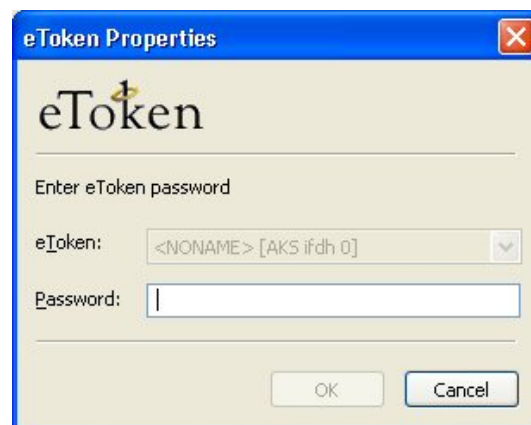 eToken Properties
eToken
Enter eToken password
eToken: <NONAME> [AKS ifdh 0]
Password:
OK Cancel